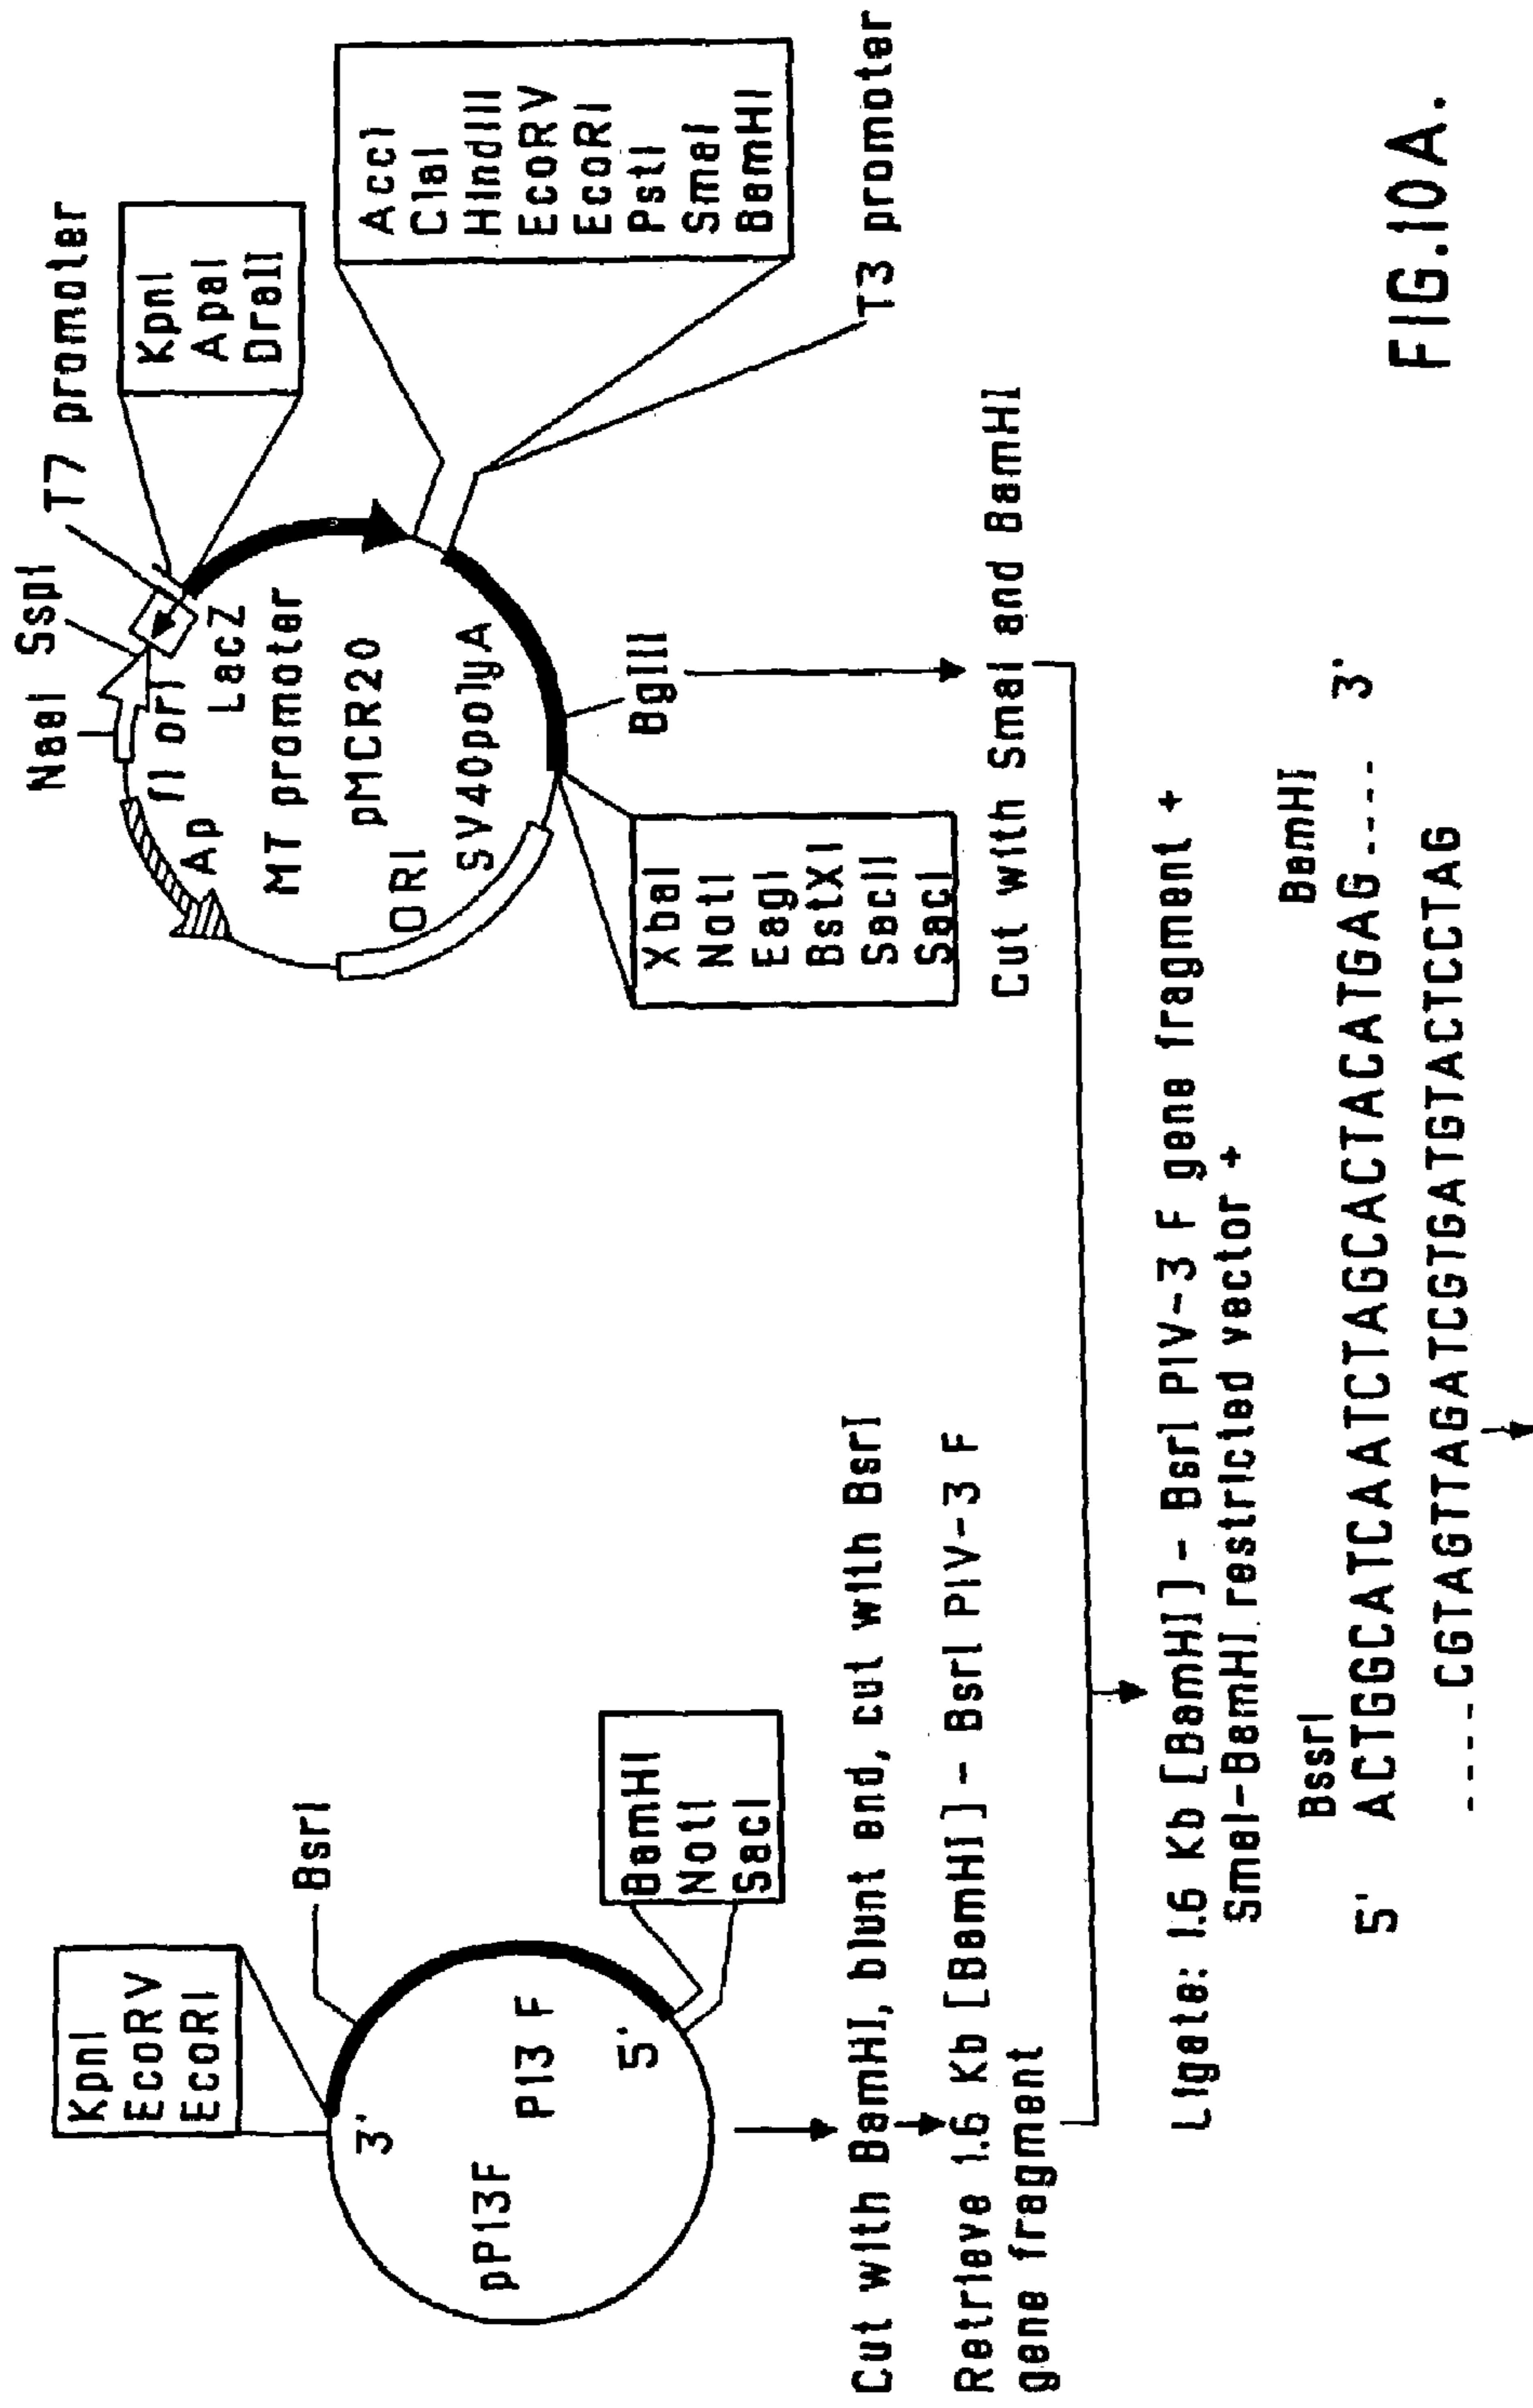 KpnI
EcoRV
EcoRI
BsrI
3'
pP13F
P13 F
5'
BamHI
NotI
SacI
Cut with BamHI, blunt end, cut with BsrI
Retrieve 1.6 Kb [BamHI] - BsrI PIV-3 F
gene fragment
NaeI
SspI
T7 promoter
KpnI
ApaI
DraII
f1 ori
LacZ
Ap
MT promoter
pMCR20
ORI
SV40polyA
AccI
ClaI
HindIII
EcoRV
EcoRI
PstI
SmaI
BamHI
T3 promoter
BglII
XbaI
NotI
EagI
BstXI
SacII
SacI
Cut with SmaI and BamHI
Ligate: 1.6 Kb [BamHI] - BsrI PIV-3 F gene fragment +
SmaI-BamHI restricted vector +
BssrI
BamHI
5' ACTGGCATCAATCTAGCACTACATGAG---- 3'
-----CGTAGTTAGATCGTGATGTACTCCTAG
FIG.10A.